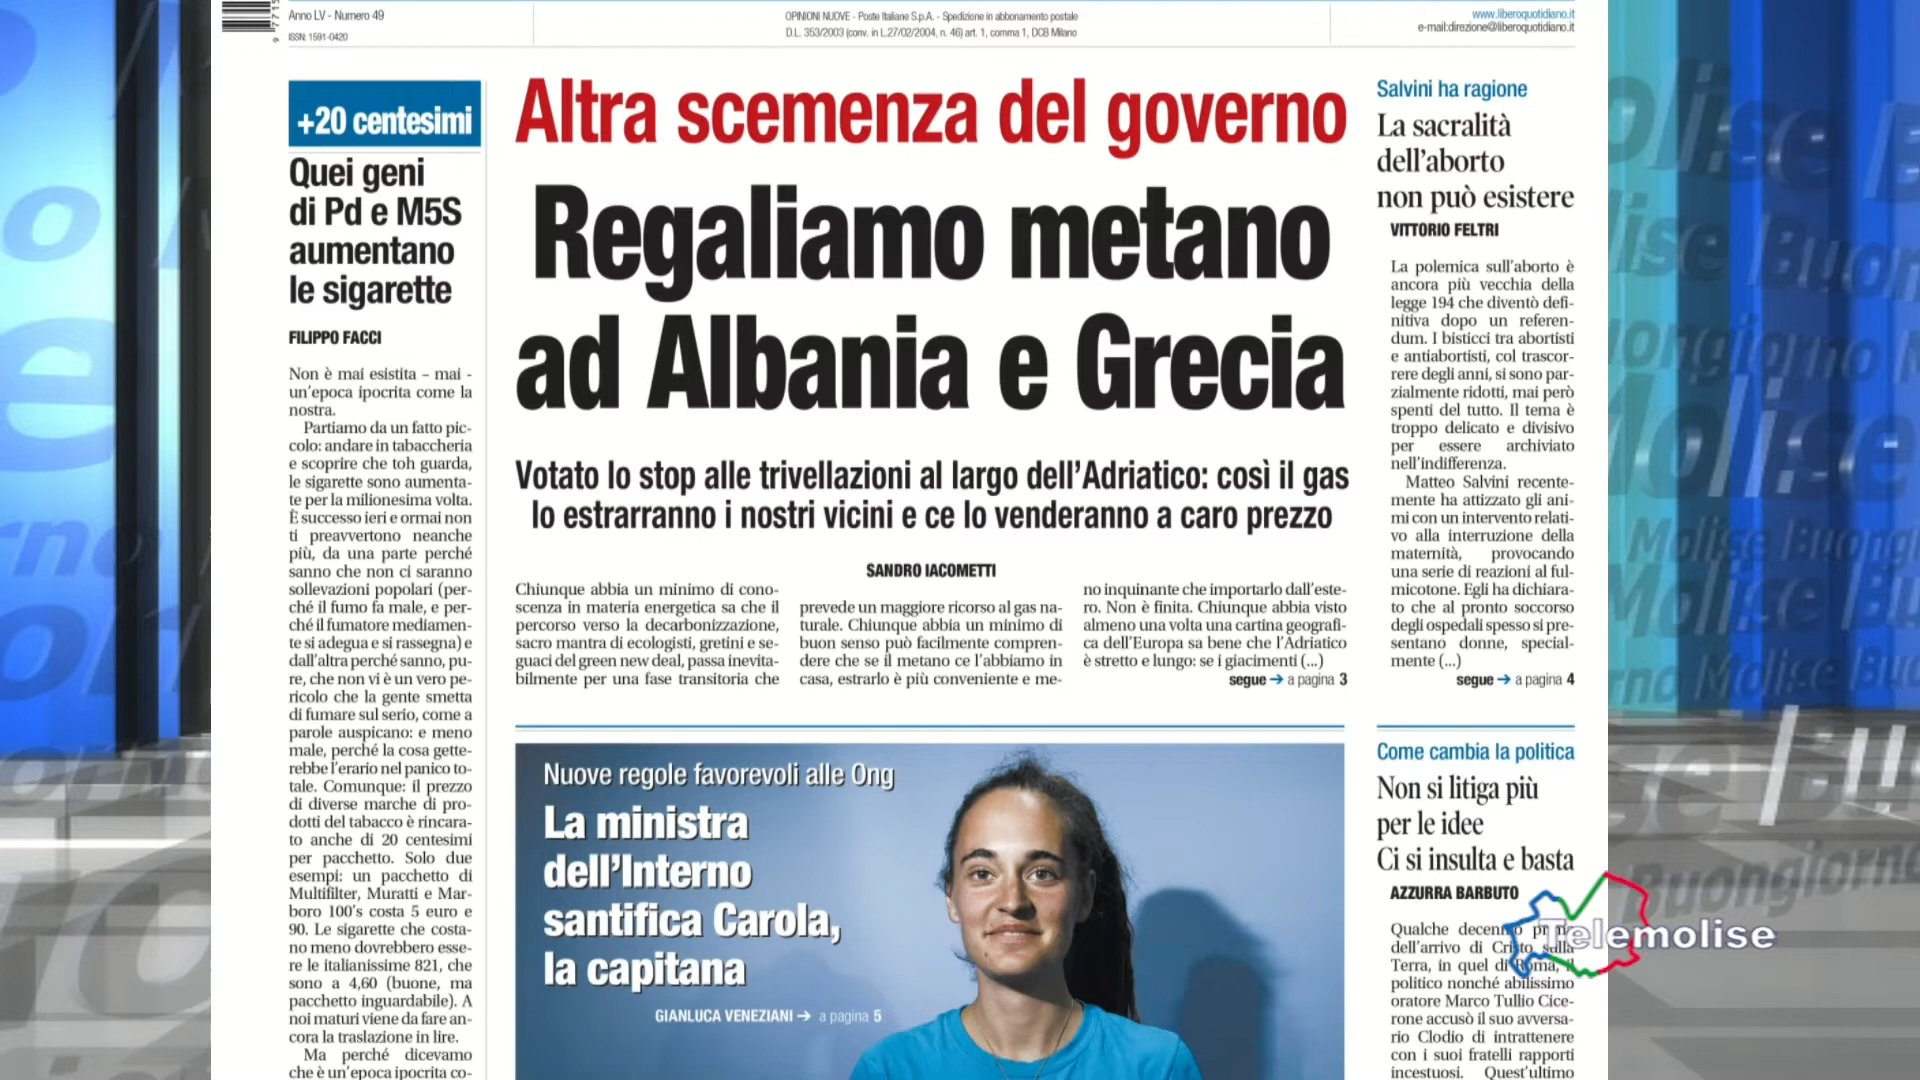 Anno LV - Numero 49
ISSN: 1591-0420
OPINIONI NUOVE - Poste Italiane S.p.A. - Spedizione in abbonamento postale
D.L. 353/2003 (conv. in L.27/02/2004, n. 46) art. 1, comma 1, DCB Milano
www.liberoquotidiano.it
e-mail:direzione@liberoquotidiano.it
+20 centesimi
Quei geni
di Pd e M5S
aumentano
le sigarette
FILIPPO FACCI
Non è mai esistita – mai -
un'epoca ipocrita come la
nostra.
Partiamo da un fatto pic-
colo: andare in tabaccheria
e scoprire che toh guarda,
le sigarette sono aumenta-
te per la milionesima volta.
È successo ieri e ormai non
ti preavvertono neanche
più, da una parte perché
sanno che non ci saranno
sollevazioni popolari (per-
ché il fumo fa male, e per-
ché il fumatore mediamen-
te si adegua e si rassegna) e
dall'altra perché sanno, pu-
re, che non vi è un vero pe-
ricolo che la gente smetta
di fumare sul serio, come a
parole auspicano: e meno
male, perché la cosa gette-
rebbe l'erario nel panico to-
tale. Comunque: il prezzo
di diverse marche di pro-
dotti del tabacco è rincara-
to anche di 20 centesimi
per pacchetto. Solo due
esempi: un pacchetto di
Multifilter, Muratti e Mar-
boro 100's costa 5 euro e
90. Le sigarette che costa-
no meno dovrebbero esse-
re le italianissime 821, che
sono a 4,60 (buone, ma
pacchetto inguardabile). A
noi maturi viene da fare an-
cora la traslazione in lire.
Ma perché dicevamo
che è un'epoca ipocrita co-
Altra scemenza del governo
Regaliamo metano
ad Albania e Grecia
Votato lo stop alle trivellazioni al largo dell'Adriatico: così il gas
lo estrarranno i nostri vicini e ce lo venderanno a caro prezzo
SANDRO IACOMETTI
Chiunque abbia un minimo di cono-
scenza in materia energetica sa che il
percorso verso la decarbonizzazione,
sacro mantra di ecologisti, gretini e se-
guaci del green new deal, passa inevita-
bilmente per una fase transitoria che
prevede un maggiore ricorso al gas na-
turale. Chiunque abbia un minimo di
buon senso può facilmente compren-
dere che se il metano ce l'abbiamo in
casa, estrarlo è più conveniente e me-
no inquinante che importarlo dall'este-
ro. Non è finita. Chiunque abbia visto
almeno una volta una cartina geografi-
ca dell'Europa sa bene che l'Adriatico
è stretto e lungo: se i giacimenti (...)
segue ➔ a pagina 3
Nuove regole favorevoli alle Ong
La ministra
dell'Interno
santifica Carola,
la capitana
GIANLUCA VENEZIANI ➔ a pagina 5
Salvini ha ragione
La sacralità
dell'aborto
non può esistere
VITTORIO FELTRI
La polemica sull'aborto è
ancora più vecchia della
legge 194 che diventò defi-
nitiva dopo un referen-
dum. I bisticci tra abortisti
e antiabortisti, col trascor-
rere degli anni, si sono par-
zialmente ridotti, mai però
spenti del tutto. Il tema è
troppo delicato e divisivo
per essere archiviato
nell'indifferenza.
Matteo Salvini recente-
mente ha attizzato gli ani-
mi con un intervento relati-
vo alla interruzione della
maternità, provocando
una serie di reazioni al ful-
micotone. Egli ha dichiara-
to che al pronto soccorso
degli ospedali spesso si pre-
sentano donne, special-
mente (...)
segue ➔ a pagina 4
Come cambia la politica
Non si litiga più
per le idee
Ci si insulta e basta
AZZURRA BARBUTO
Qualche decennio prima
dell'arrivo di Cristo sulla
Terra, in quel di Roma, il
politico nonché abilissimo
oratore Marco Tullio Cice-
rone accusò il suo avversa-
rio Clodio di intrattenere
con i suoi fratelli rapporti
incestuosi. Quest'ultimo
Telemolise